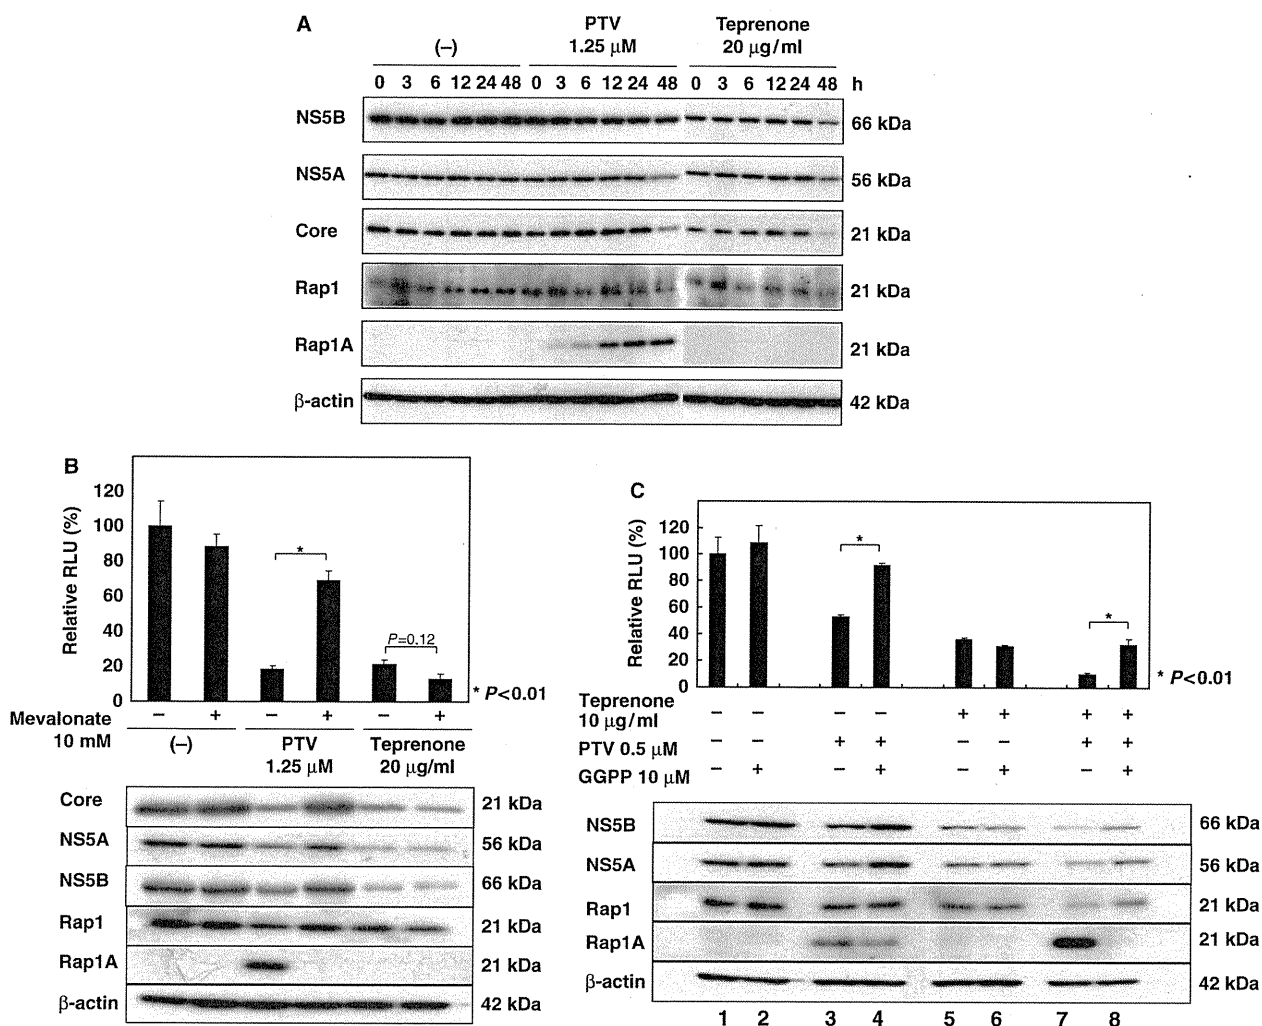 A
(–)
PTV
1.25 µM
Teprenone
20 µg/ml
0 3 6 12 24 48 0 3 6 12 24 48 0 3 6 12 24 48 h
NS5B 66 kDa
NS5A 56 kDa
Core 21 kDa
Rap1 21 kDa
Rap1A 21 kDa
β-actin 42 kDa
B
Relative RLU (%)
120
100
80
60
40
20
0
*
P=0.12
* P<0.01
Mevalonate
10 mM
– + – + – +
(–)
PTV
1.25 µM
Teprenone
20 µg/ml
Core 21 kDa
NS5A 56 kDa
NS5B 66 kDa
Rap1 21 kDa
Rap1A 21 kDa
β-actin 42 kDa
C
Relative RLU (%)
120
100
80
60
40
20
0
*
*
* P<0.01
Teprenone
10 µg/ml
– – – – + + + +
PTV 0.5 µM – – + + – – + +
GGPP 10 µM – + – + – + – +
NS5B 66 kDa
NS5A 56 kDa
Rap1 21 kDa
Rap1A 21 kDa
β-actin 42 kDa
1 2 3 4 5 6 7 8